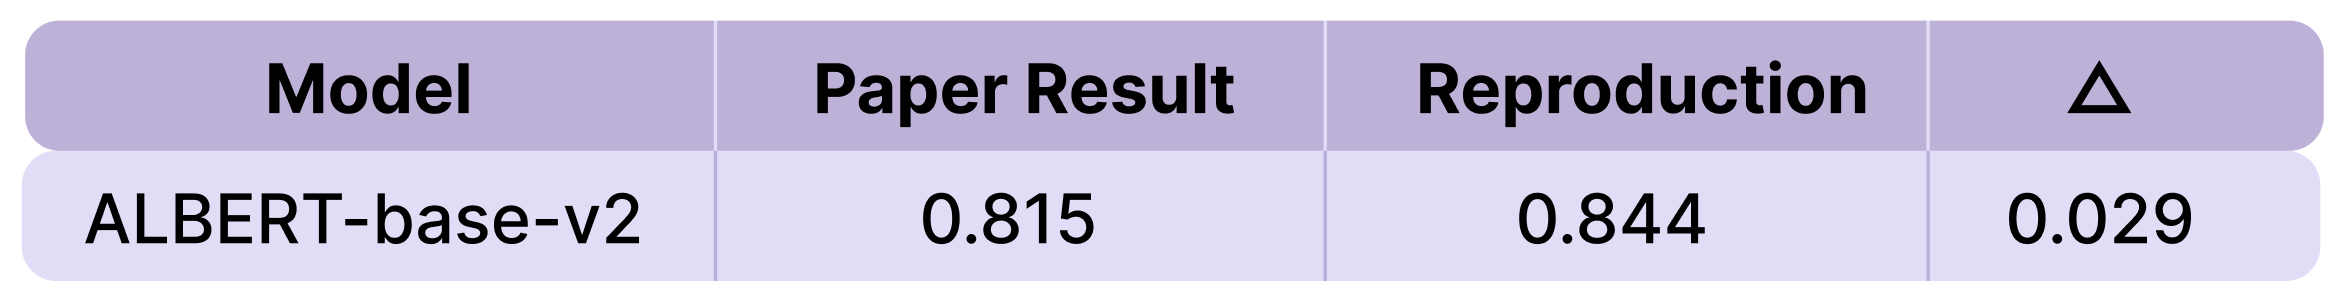 Model Paper Result Reproduction △
ALBERT-base-v2 0.815 0.844 0.029